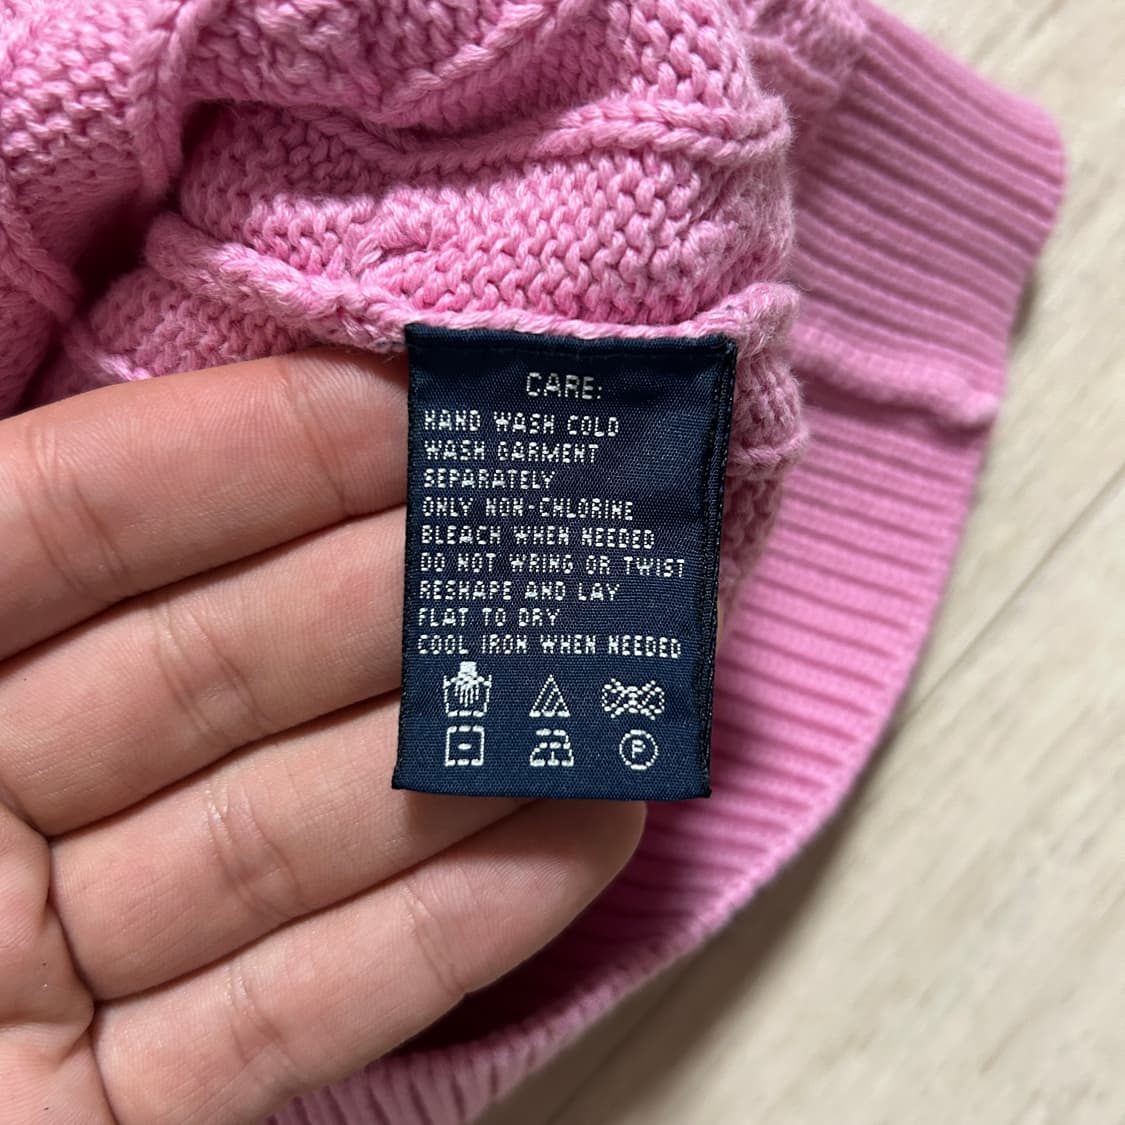 CARE:
HAND WASH COLD
WASH GARMENT
SEPARATELY
ONLY NON-CHLORINE
BLEACH WHEN NEEDED
DO NOT WRING OR TWIST
RESHAPE AND LAY
FLAT TO DRY
COOL IRON WHEN NEEDED
P